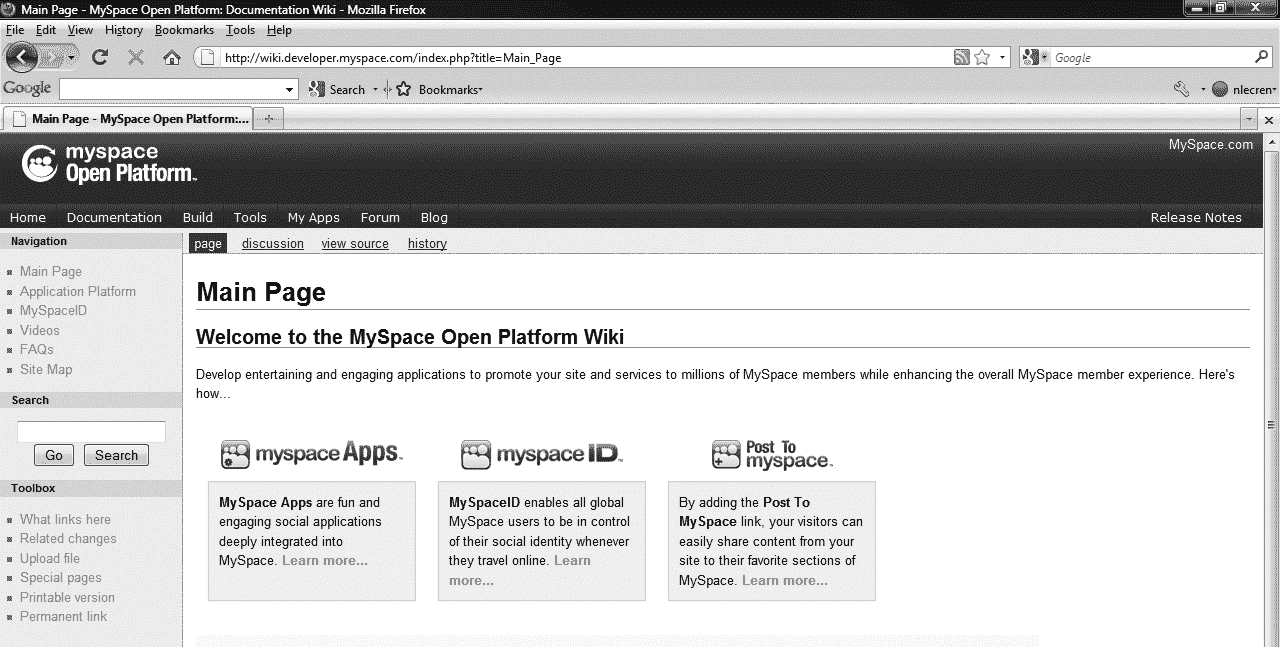 Main Page - MySpace Open Platform: Documentation Wiki - Mozilla Firefox
File Edit View History Bookmarks Tools Help
http://wiki.developer.myspace.com/index.php?title=Main_Page
Google
Google
Search
Bookmarks
nlecren
Main Page - MySpace Open Platform:...
myspace
Open Platform™
MySpace.com
Home Documentation Build Tools My Apps Forum Blog Release Notes
Navigation
Main Page
Application Platform
MySpaceID
Videos
FAQs
Site Map
Search
Go Search
Toolbox
What links here
Related changes
Upload file
Special pages
Printable version
Permanent link
page discussion view source history
Main Page
Welcome to the MySpace Open Platform Wiki
Develop entertaining and engaging applications to promote your site and services to millions of MySpace members while enhancing the overall MySpace member experience. Here's
how...
myspace Apps™
MySpace Apps are fun and
engaging social applications
deeply integrated into
MySpace. Learn more...
myspace ID™
MySpaceID enables all global
MySpace users to be in control
of their social identity whenever
they travel online. Learn
more...
Post To
myspace™
By adding the Post To
MySpace link, your visitors can
easily share content from your
site to their favorite sections of
MySpace. Learn more...